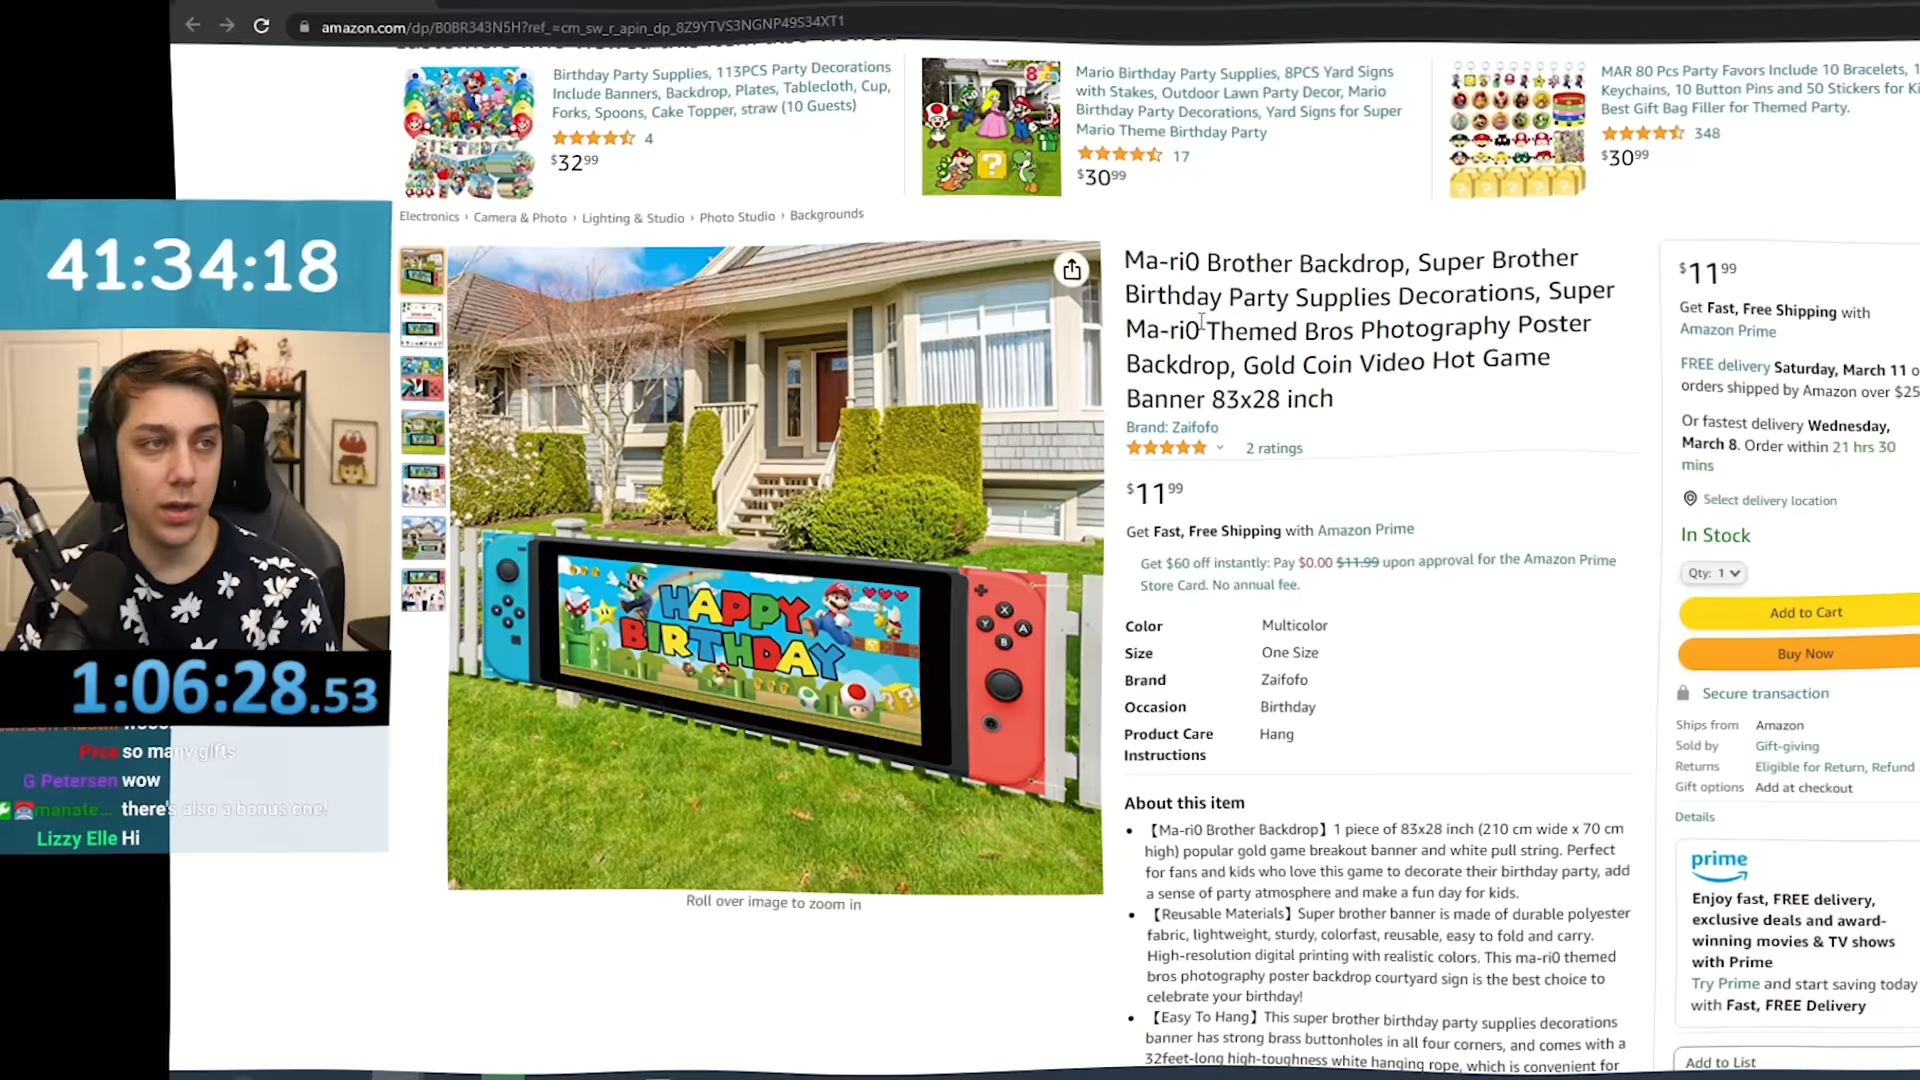 amazon.com/dp/B0BR343N5H?ref_=cm_sw_r_apin_dp_8Z9YTVS3NGNP49S34XT1
Birthday Party Supplies, 113PCS Party Decorations
Include Banners, Backdrop, Plates, Tablecloth, Cup,
Forks, Spoons, Cake Topper, straw (10 Guests)
4
$32⁹⁹
Mario Birthday Party Supplies, 8PCS Yard Signs
with Stakes, Outdoor Lawn Party Decor, Mario
Birthday Party Decorations, Yard Signs for Super
Mario Theme Birthday Party
17
$30⁹⁹
MAR 80 Pcs Party Favors Include 10 Bracelets, 1
Keychains, 10 Button Pins and 50 Stickers for Ki
Best Gift Bag Filler for Themed Party.
348
$30⁹⁹
Electronics › Camera & Photo › Lighting & Studio › Photo Studio › Backgrounds
41:34:18
1:06:28.53
Prce so many gifts
G Petersen wow
manate... there's also a bonus one!
Lizzy Elle Hi
HAPPY
BIRTHDAY
X
Y
A
B
Roll over image to zoom in
Ma-ri0 Brother Backdrop, Super Brother
Birthday Party Supplies Decorations, Super
Ma-ri0 Themed Bros Photography Poster
Backdrop, Gold Coin Video Hot Game
Banner 83x28 inch
Brand: Zaifofo
2 ratings
$11⁹⁹
Get Fast, Free Shipping with Amazon Prime
Get $60 off instantly: Pay $0.00 $11.99 upon approval for the Amazon Prime
Store Card. No annual fee.
Color Multicolor
Size One Size
Brand Zaifofo
Occasion Birthday
Product Care Hang
Instructions
About this item
• 【Ma-ri0 Brother Backdrop】1 piece of 83x28 inch (210 cm wide x 70 cm
high) popular gold game breakout banner and white pull string. Perfect
for fans and kids who love this game to decorate their birthday party, add
a sense of party atmosphere and make a fun day for kids.
• 【Reusable Materials】Super brother banner is made of durable polyester
fabric, lightweight, sturdy, colorfast, reusable, easy to fold and carry.
High-resolution digital printing with realistic colors. This ma-ri0 themed
bros photography poster backdrop courtyard sign is the best choice to
celebrate your birthday!
• 【Easy To Hang】This super brother birthday party supplies decorations
banner has strong brass buttonholes in all four corners, and comes with a
32feet-long high-toughness white hanging rope, which is convenient for
$11⁹⁹
Get Fast, Free Shipping with
Amazon Prime
FREE delivery Saturday, March 11 o
orders shipped by Amazon over $25
Or fastest delivery Wednesday,
March 8. Order within 21 hrs 30
mins
Select delivery location
In Stock
Qty: 1
Add to Cart
Buy Now
Secure transaction
Ships from Amazon
Sold by Gift-giving
Returns Eligible for Return, Refund
Gift options Add at checkout
Details
prime
Enjoy fast, FREE delivery,
exclusive deals and award-
winning movies & TV shows
with Prime
Try Prime and start saving today
with Fast, FREE Delivery
Add to List